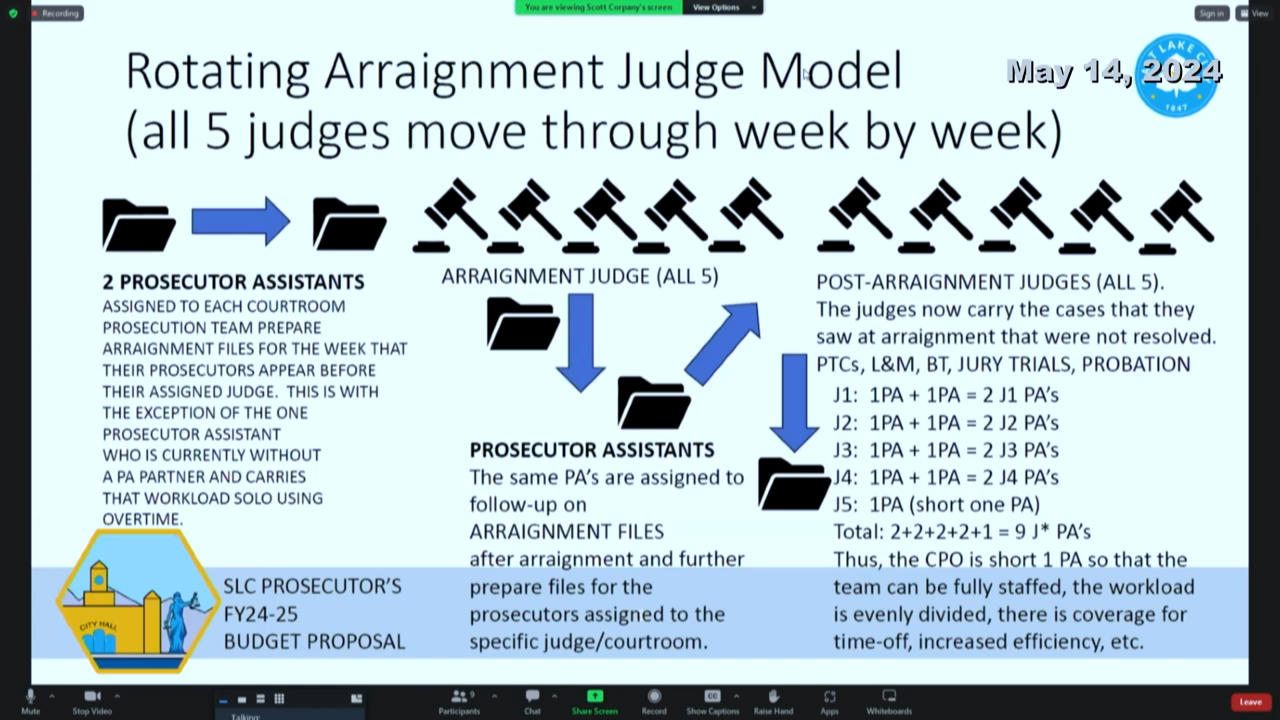 Recording
You are viewing Scott Corpany's screen
View Options
Sign in
View
Rotating Arraignment Judge Model
(all 5 judges move through week by week)
May 14, 2024
T LAKE C
1847
2 PROSECUTOR ASSISTANTS
ASSIGNED TO EACH COURTROOM
PROSECUTION TEAM PREPARE
ARRAIGNMENT FILES FOR THE WEEK THAT
THEIR PROSECUTORS APPEAR BEFORE
THEIR ASSIGNED JUDGE. THIS IS WITH
THE EXCEPTION OF THE ONE
PROSECUTOR ASSISTANT
WHO IS CURRENTLY WITHOUT
A PA PARTNER AND CARRIES
THAT WORKLOAD SOLO USING
OVERTIME.
ARRAIGNMENT JUDGE (ALL 5)
PROSECUTOR ASSISTANTS
The same PA's are assigned to
follow-up on
ARRAIGNMENT FILES
after arraignment and further
prepare files for the
prosecutors assigned to the
specific judge/courtroom.
POST-ARRAIGNMENT JUDGES (ALL 5).
The judges now carry the cases that they
saw at arraignment that were not resolved.
PTCs, L&M, BT, JURY TRIALS, PROBATION
J1: 1PA + 1PA = 2 J1 PA's
J2: 1PA + 1PA = 2 J2 PA's
J3: 1PA + 1PA = 2 J3 PA's
J4: 1PA + 1PA = 2 J4 PA's
J5: 1PA (short one PA)
Total: 2+2+2+2+1 = 9 J* PA's
Thus, the CPO is short 1 PA so that the
team can be fully staffed, the workload
is evenly divided, there is coverage for
time-off, increased efficiency, etc.
CITY HALL
SLC PROSECUTOR'S
FY24-25
BUDGET PROPOSAL
Mute
Stop Video
Talking:
Participants
9
Chat
Share Screen
Record
CC
Show Captions
Raise Hand
Apps
Whiteboards
Leave